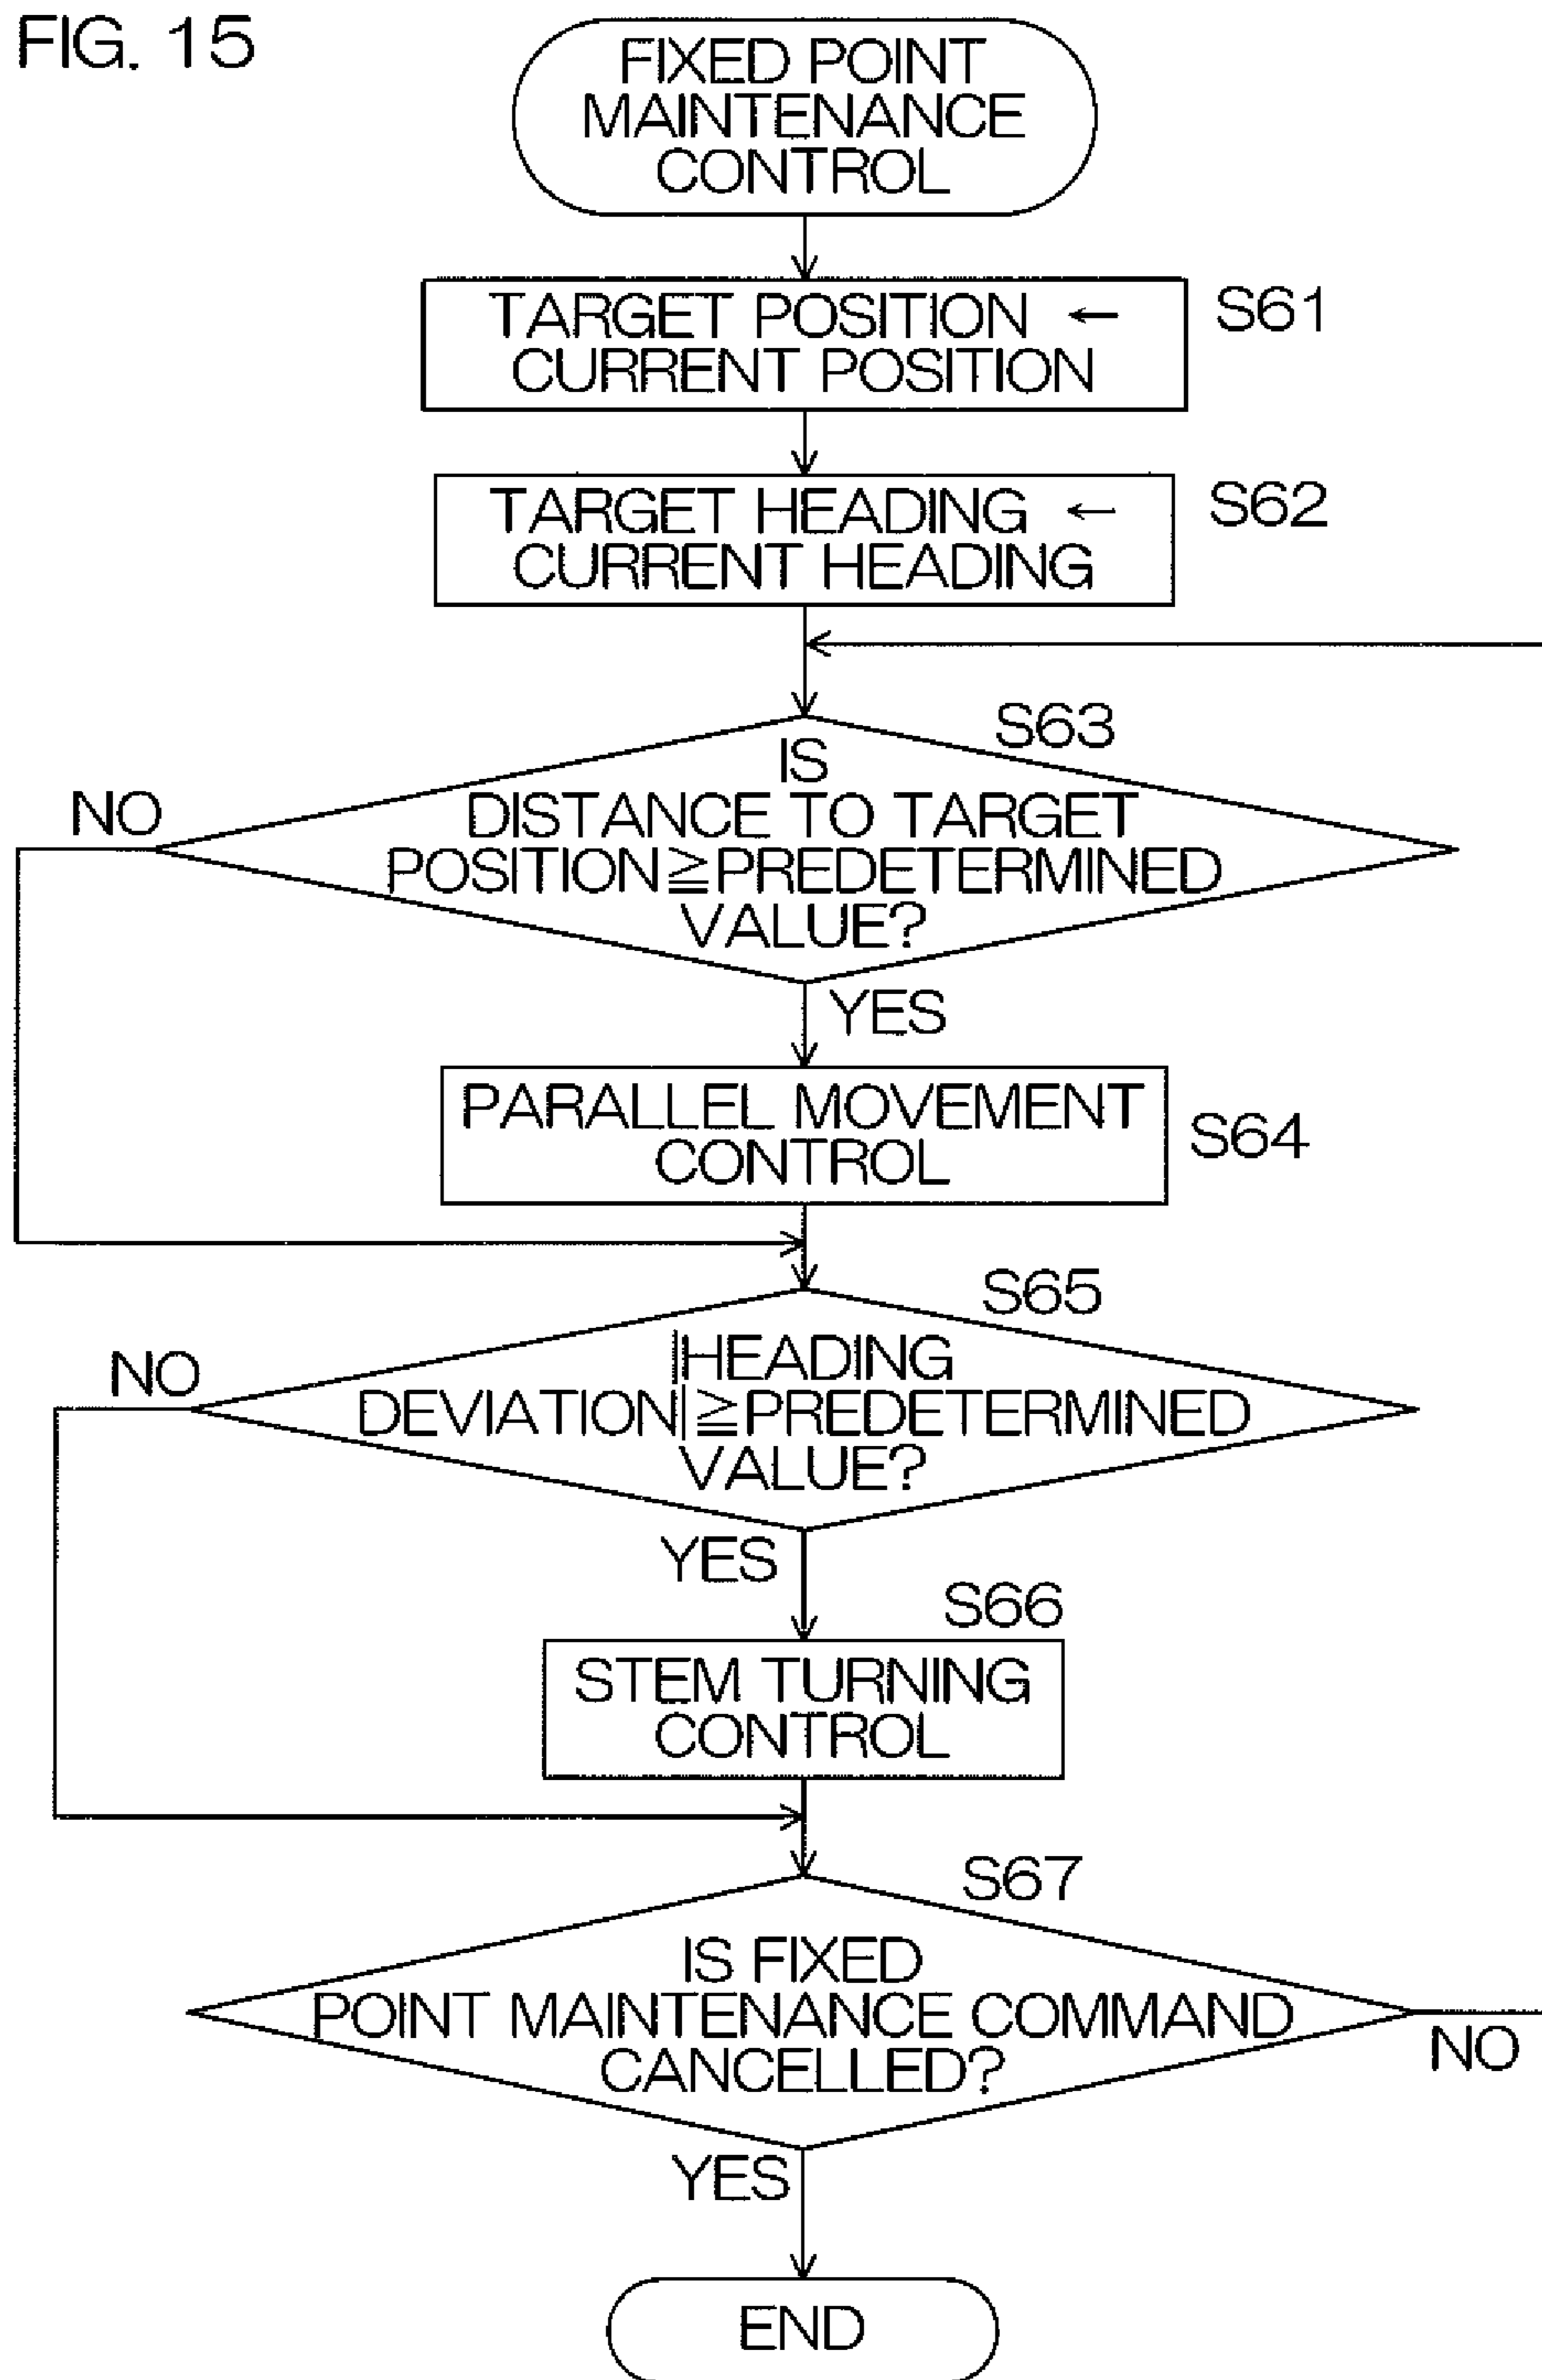 FIG. 15
FIXED POINT
MAINTENANCE
CONTROL
TARGET POSITION ←
CURRENT POSITION
S61
TARGET HEADING ←
CURRENT HEADING
S62
S63
IS
DISTANCE TO TARGET
POSITION≧PREDETERMINED
VALUE?
NO
YES
PARALLEL MOVEMENT
CONTROL
S64
S65
|HEADING
DEVIATION|≧PREDETERMINED
VALUE?
NO
YES
S66
STEM TURNING
CONTROL
S67
IS FIXED
POINT MAINTENANCE COMMAND
CANCELLED?
NO
YES
END